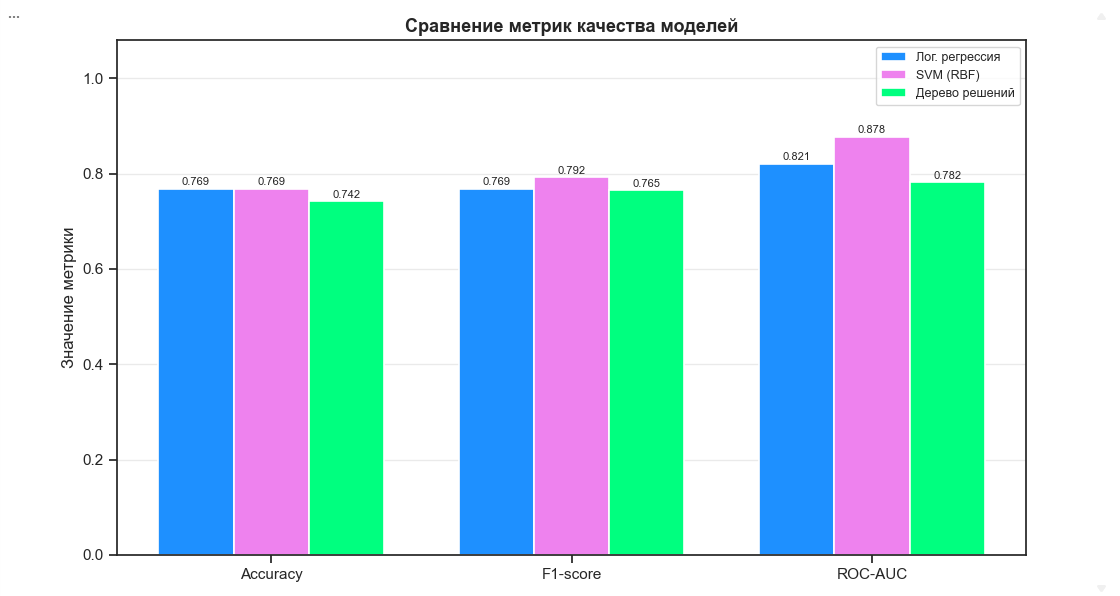 ...
Сравнение метрик качества моделей
Лог. регрессия
SVM (RBF)
Дерево решений
Значение метрики
1.0
0.8
0.6
0.4
0.2
0.0
0.769
0.769
0.742
0.769
0.792
0.765
0.821
0.878
0.782
Accuracy
F1-score
ROC-AUC